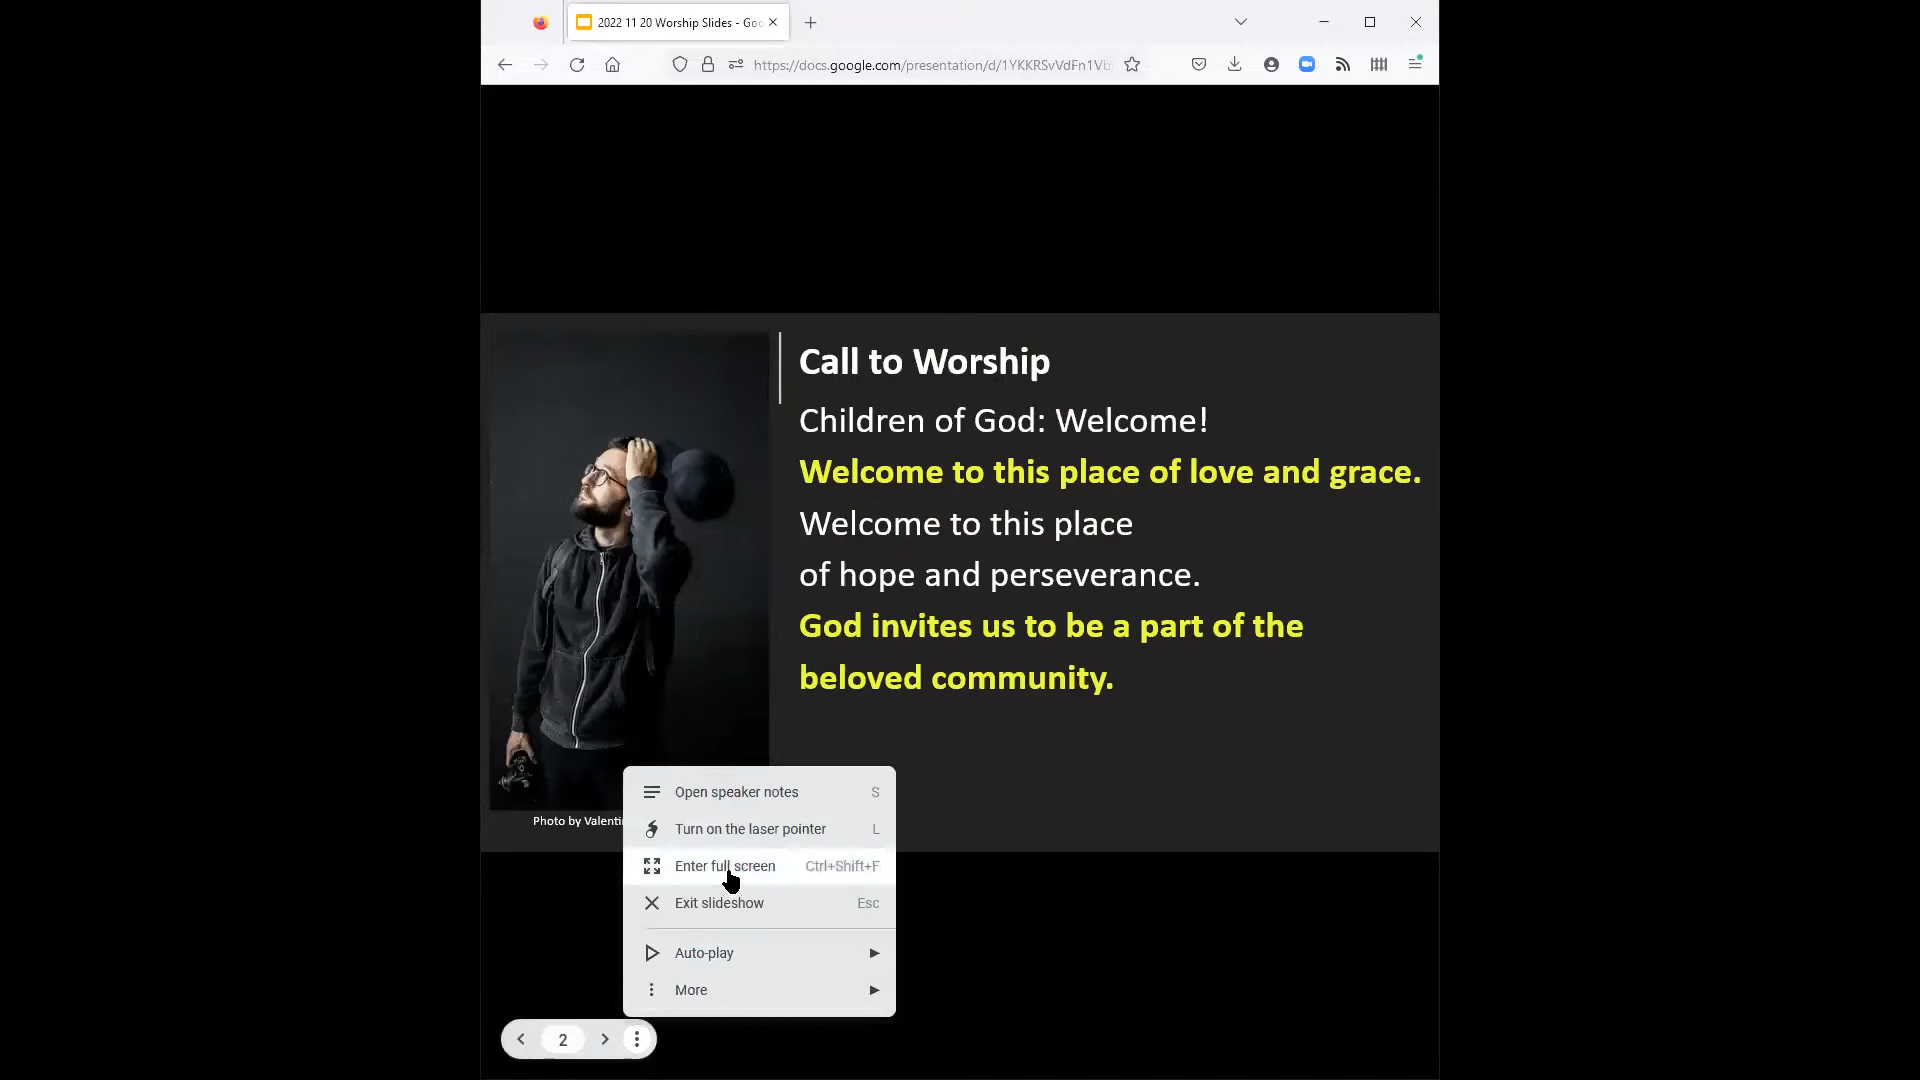 2022 11 20 Worship Slides - Goo
https://docs.google.com/presentation/d/1YKKRSvVdFn1Vb
Call to Worship
Children of God: Welcome!
Welcome to this place of love and grace.
Welcome to this place
of hope and perseverance.
God invites us to be a part of the
beloved community.
Photo by Valenti
Open speaker notes S
Turn on the laser pointer L
Enter full screen Ctrl+Shift+F
Exit slideshow Esc
Auto-play
More
2